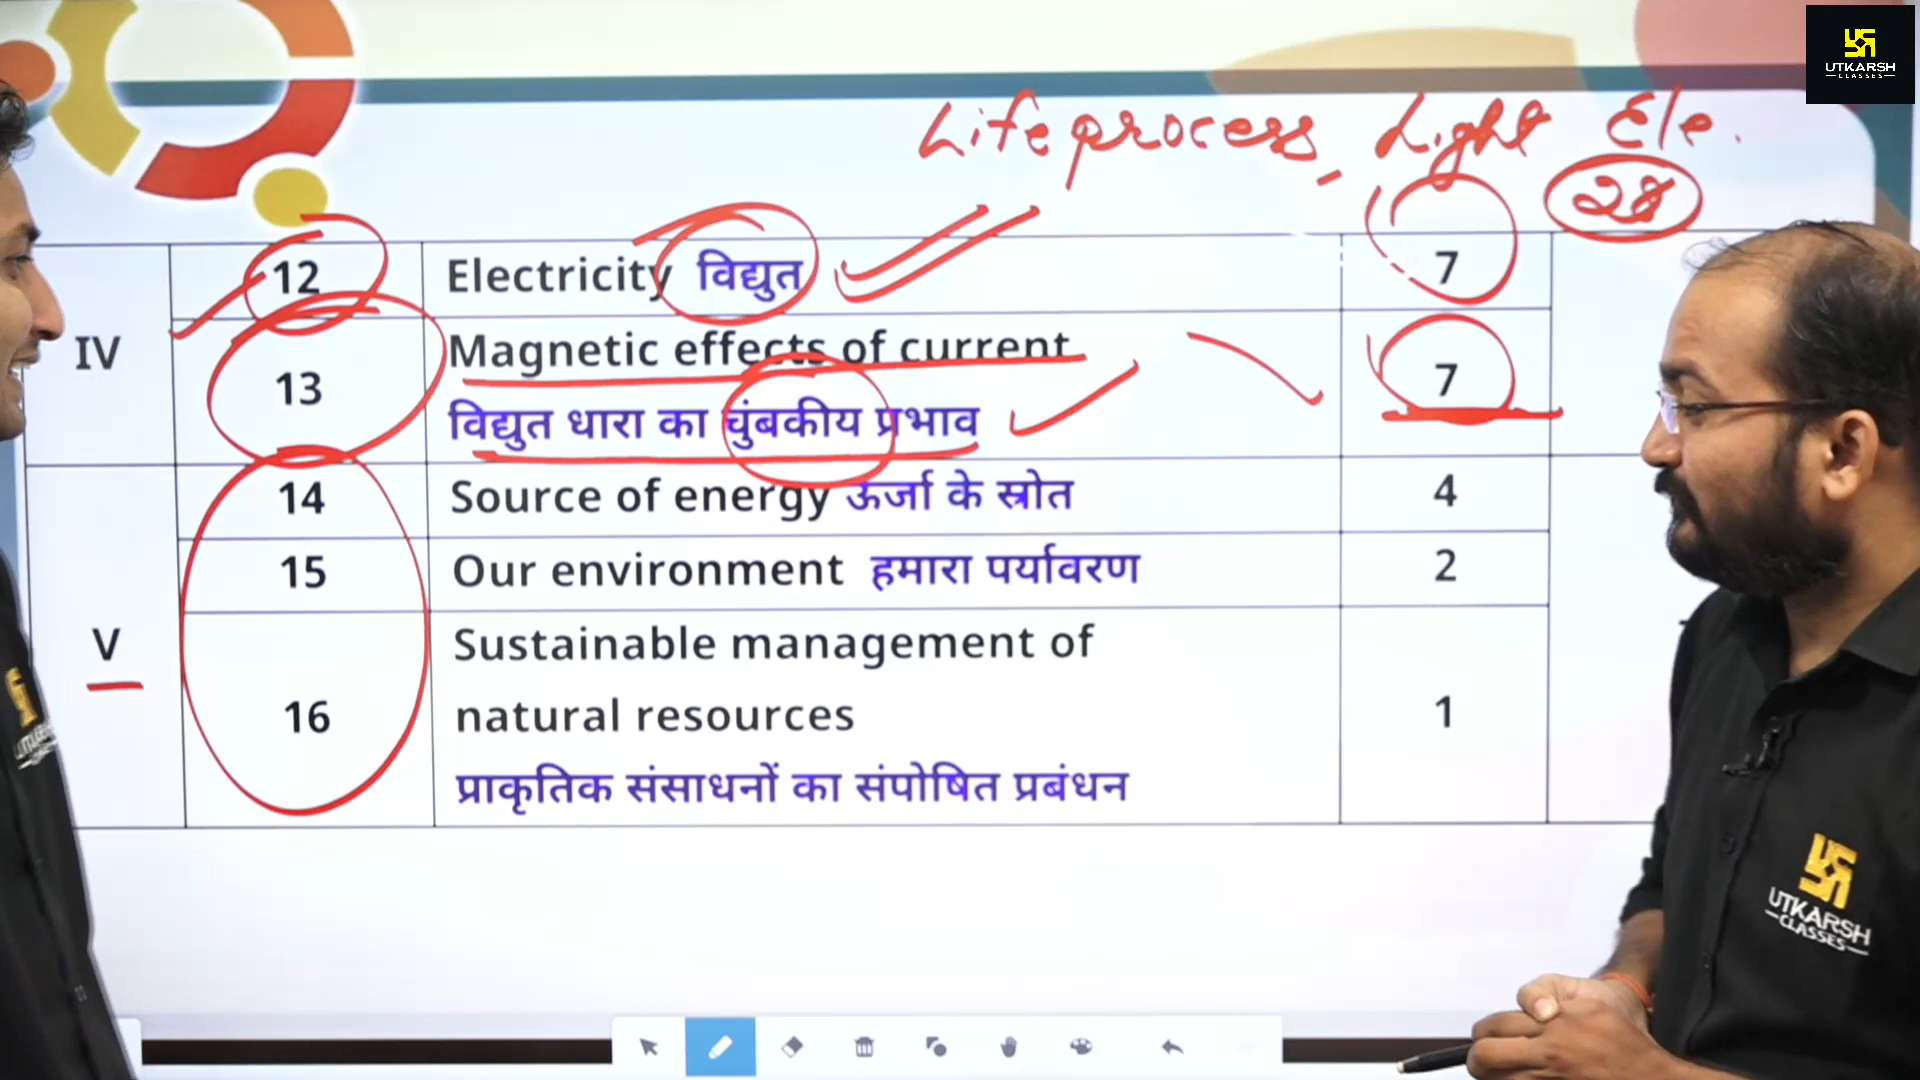 UTKARSH
CLASSES
Lifeprocess, Light Ele.
28
IV
12 Electricity विद्युत 7
13 Magnetic effects of current 7
विद्युत धारा का चुंबकीय प्रभाव
V
14 Source of energy ऊर्जा के स्रोत 4
15 Our environment हमारा पर्यावरण 2
Sustainable management of
16 natural resources 1
प्राकृतिक संसाधनों का संपोषित प्रबंधन
UTKARSH
CLASSES